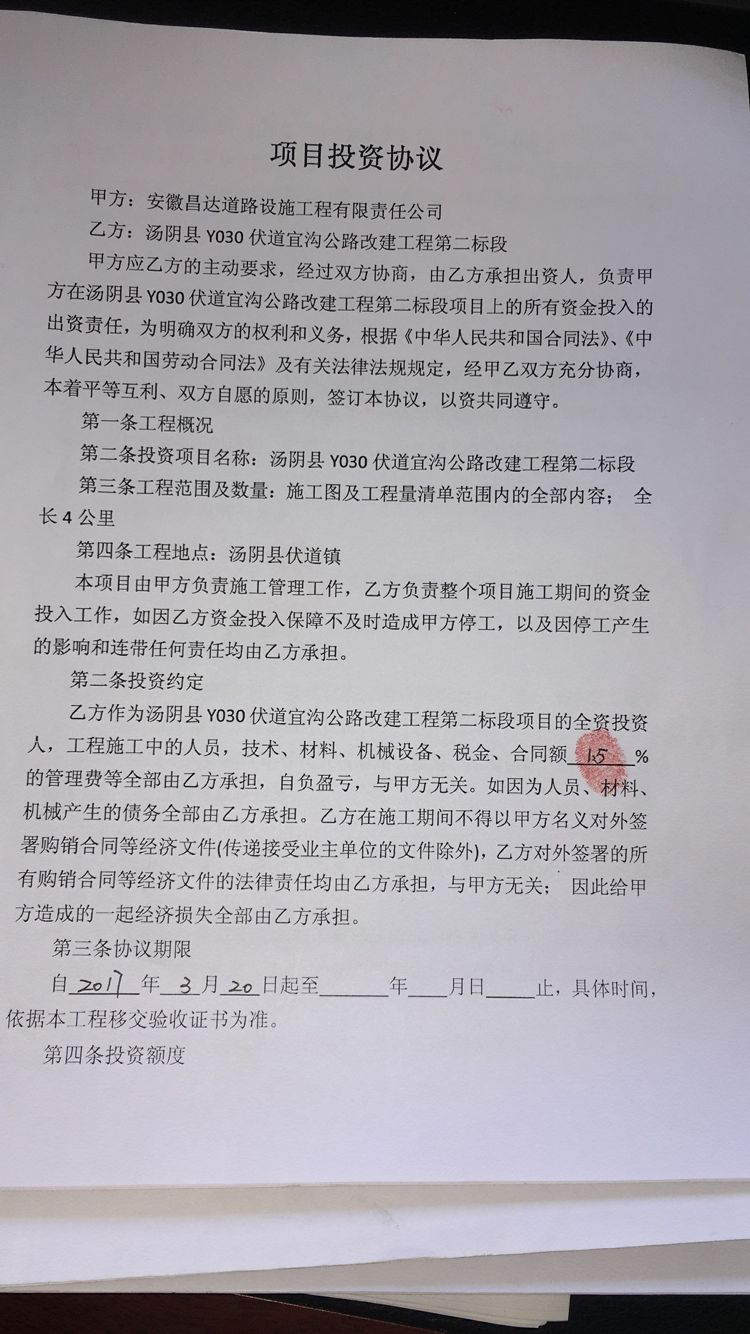 项目投资协议
甲方：安徽昌达道路设施工程有限责任公司
乙方：汤阴县 Y030 伏道宜沟公路改建工程第二标段
甲方应乙方的主动要求，经过双方协商，由乙方承担出资人，负责甲
方在汤阴县 Y030 伏道宜沟公路改建工程第二标段项目上的所有资金投入的
出资责任，为明确双方的权利和义务，根据《中华人民共和国合同法》、《中
华人民共和国劳动合同法》及有关法律法规规定，经甲乙双方充分协商，
本着平等互利、双方自愿的原则，签订本协议，以资共同遵守。
第一条工程概况
第二条投资项目名称：汤阴县 Y030 伏道宜沟公路改建工程第二标段
第三条工程范围及数量：施工图及工程量清单范围内的全部内容； 全
长 4 公里
第四条工程地点：汤阴县伏道镇
本项目由甲方负责施工管理工作，乙方负责整个项目施工期间的资金
投入工作，如因乙方资金投入保障不及时造成甲方停工，以及因停工产生
的影响和连带任何责任均由乙方承担。
第二条投资约定
乙方作为汤阴县 Y030 伏道宜沟公路改建工程第二标段项目的全资投资
人，工程施工中的人员，技术、材料、机械设备、税金、合同额 1.5 %
的管理费等全部由乙方承担，自负盈亏，与甲方无关。如因为人员、材料、
机械产生的债务全部由乙方承担。乙方在施工期间不得以甲方名义对外签
署购销合同等经济文件(传递接受业主单位的文件除外)，乙方对外签署的所
有购销合同等经济文件的法律责任均由乙方承担，与甲方无关； 因此给甲
方造成的一起经济损失全部由乙方承担。
第三条协议期限
自 2017 年 3 月 20 日起至______年____月日_____止，具体时间，
依据本工程移交验收证书为准。
第四条投资额度